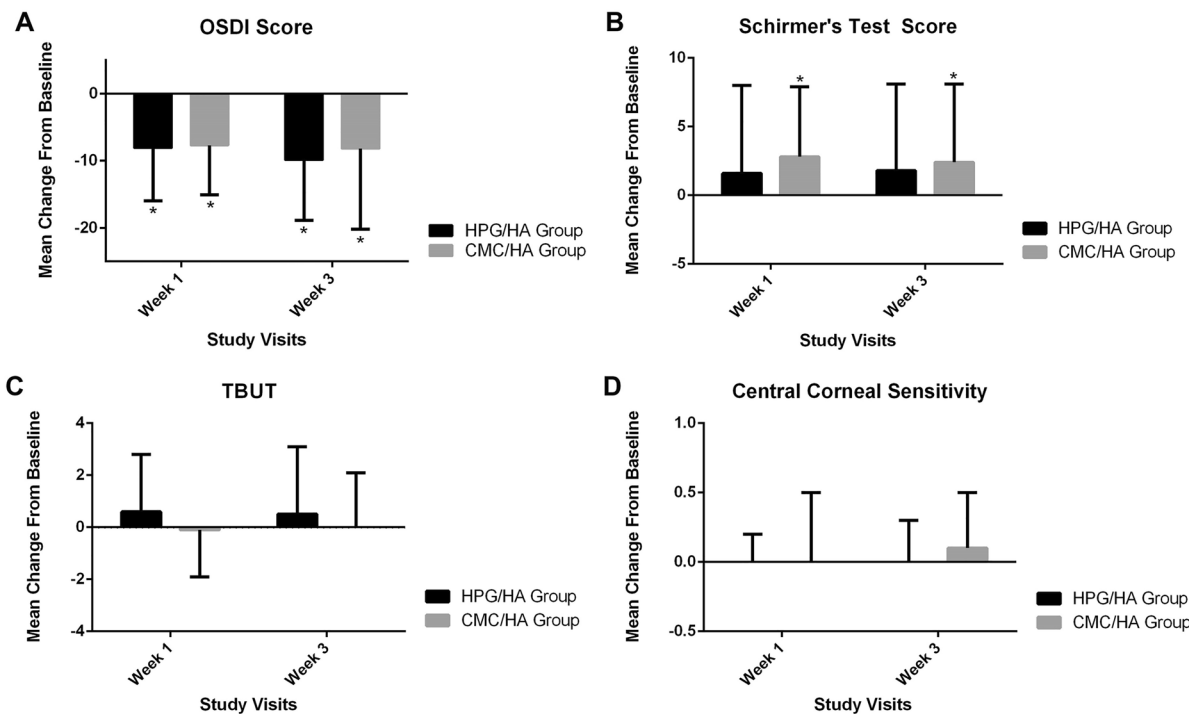 A
OSDI Score
Mean Change From Baseline
0
-10
-20
*
*
*
*
Week 1
Week 3
Study Visits
HPG/HA Group
CMC/HA Group
B
Schirmer's Test Score
Mean Change From Baseline
10
5
0
-5
*
*
Week 1
Week 3
Study Visits
HPG/HA Group
CMC/HA Group
C
TBUT
Mean Change From Baseline
4
2
0
-2
-4
Week 1
Week 3
Study Visits
HPG/HA Group
CMC/HA Group
D
Central Corneal Sensitivity
Mean Change From Baseline
1.0
0.5
0.0
-0.5
Week 1
Week 3
Study Visits
HPG/HA Group
CMC/HA Group